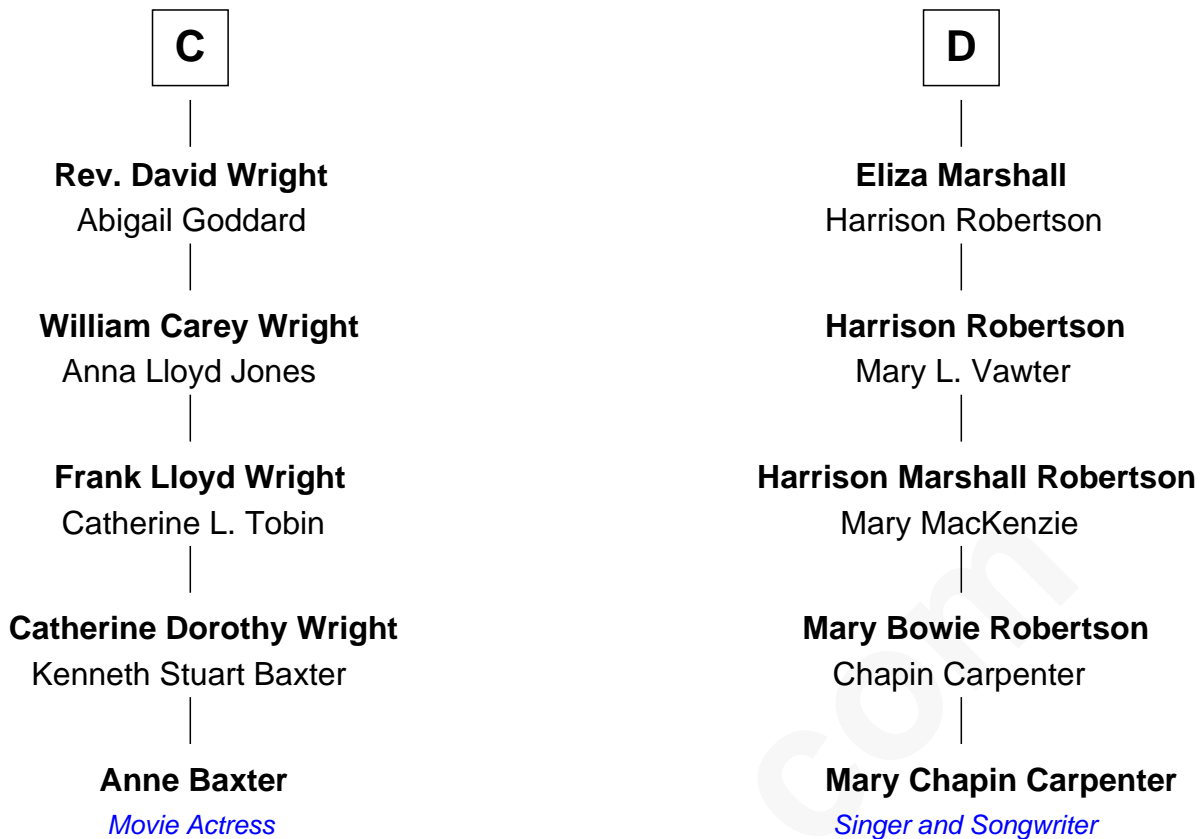 C
Rev. David Wright
Abigail Goddard
William Carey Wright
Anna Lloyd Jones
Frank Lloyd Wright
Catherine L. Tobin
Catherine Dorothy Wright
Kenneth Stuart Baxter
Anne Baxter
Movie Actress
D
Eliza Marshall
Harrison Robertson
Harrison Robertson
Mary L. Vawter
Harrison Marshall Robertson
Mary MacKenzie
Mary Bowie Robertson
Chapin Carpenter
Mary Chapin Carpenter
Singer and Songwriter
com